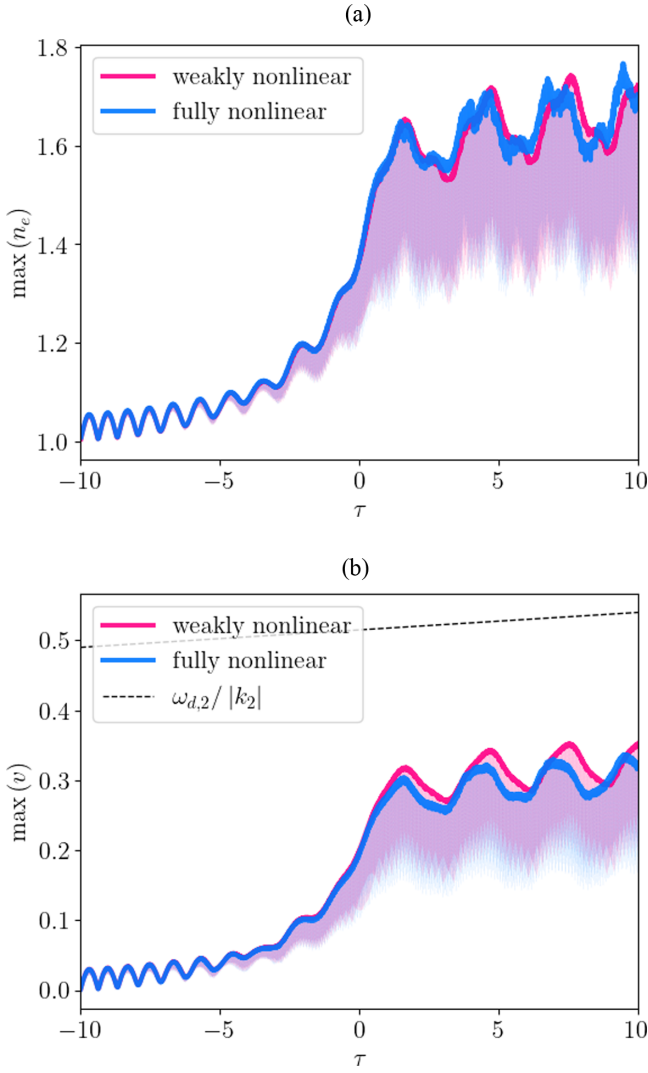 (a)
1.8
1.6
1.4
1.2
1.0
max (nₑ)
weakly nonlinear
fully nonlinear
−10
−5
0
5
10
τ
(b)
0.5
0.4
0.3
0.2
0.1
0.0
max (v)
weakly nonlinear
fully nonlinear
ω_{d,2}/ |k₂|
−10
−5
0
5
10
τ